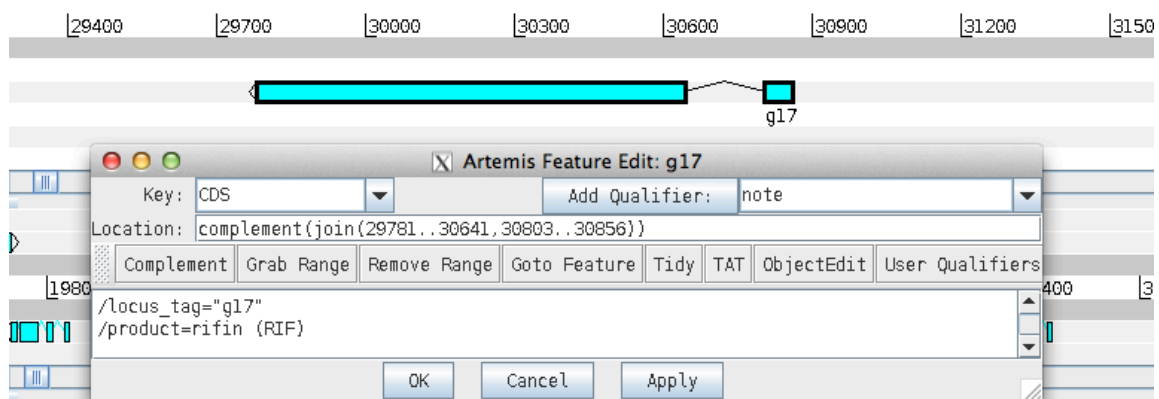 29400 29700 30000 30300 30600 30900 31200 3150
g17
Artemis Feature Edit: g17
Key: CDS Add Qualifier: note
Location: complement(join(29781..30641,30803..30856))
Complement Grab Range Remove Range Goto Feature Tidy TAT ObjectEdit User Qualifiers
1980 400 3
/locus_tag="g17"
/product=rifin (RIF)
OK Cancel Apply